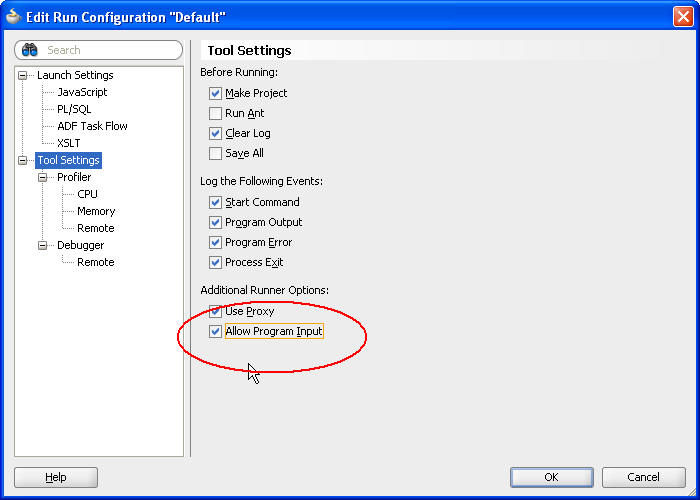 Edit Run Configuration "Default"
Search
Launch Settings
JavaScript
PL/SQL
ADF Task Flow
XSLT
Tool Settings
Profiler
CPU
Memory
Remote
Debugger
Remote
Tool Settings
Before Running:
Make Project
Run Ant
Clear Log
Save All
Log the Following Events:
Start Command
Program Output
Program Error
Process Exit
Additional Runner Options:
Use Proxy
Allow Program Input
Help
OK
Cancel